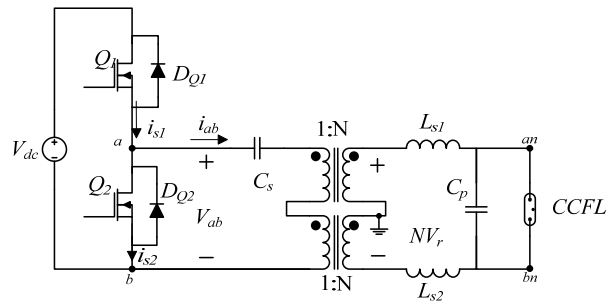 Q1
DQ1
is1
iab
1:N
Ls1
an
a
Vdc
+
+
Cs
Cp
CCFL
Q2
DQ2
Vab
NVr
is2
−
−
b
1:N
Ls2
bn